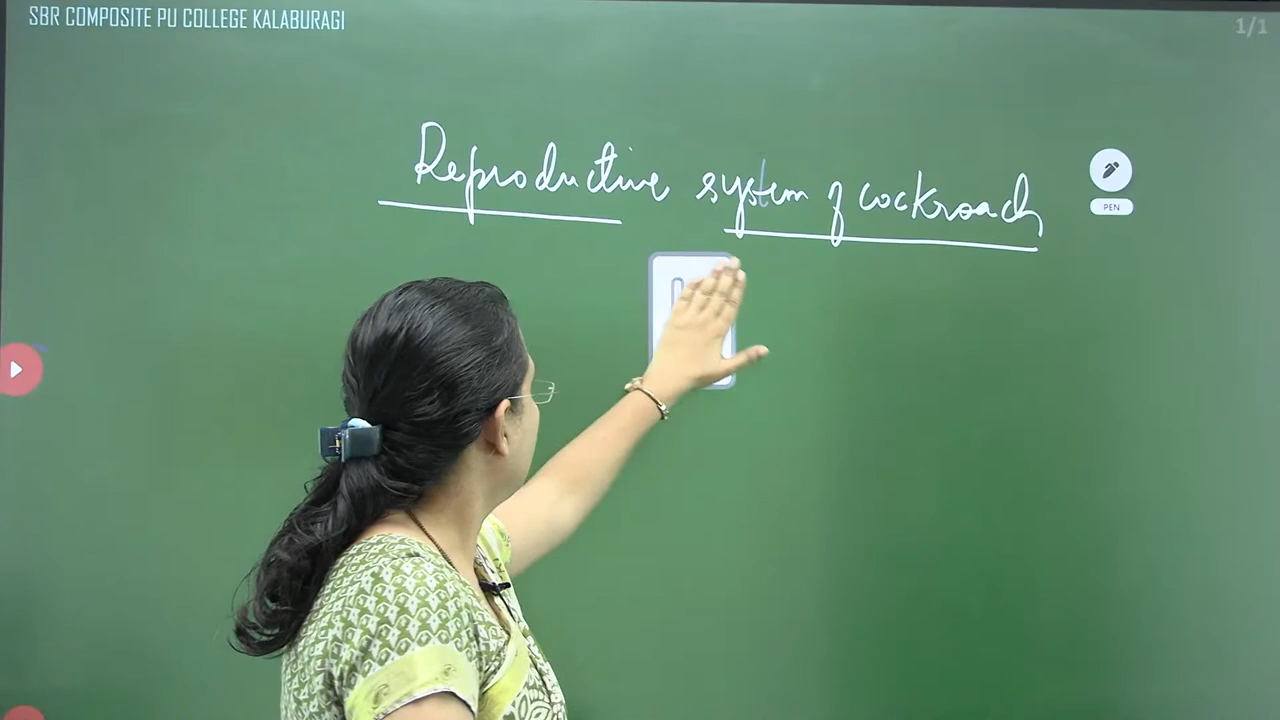 SBR COMPOSITE PU COLLEGE KALABURAGI
1/1
Reproductive system of cockroach
PEN